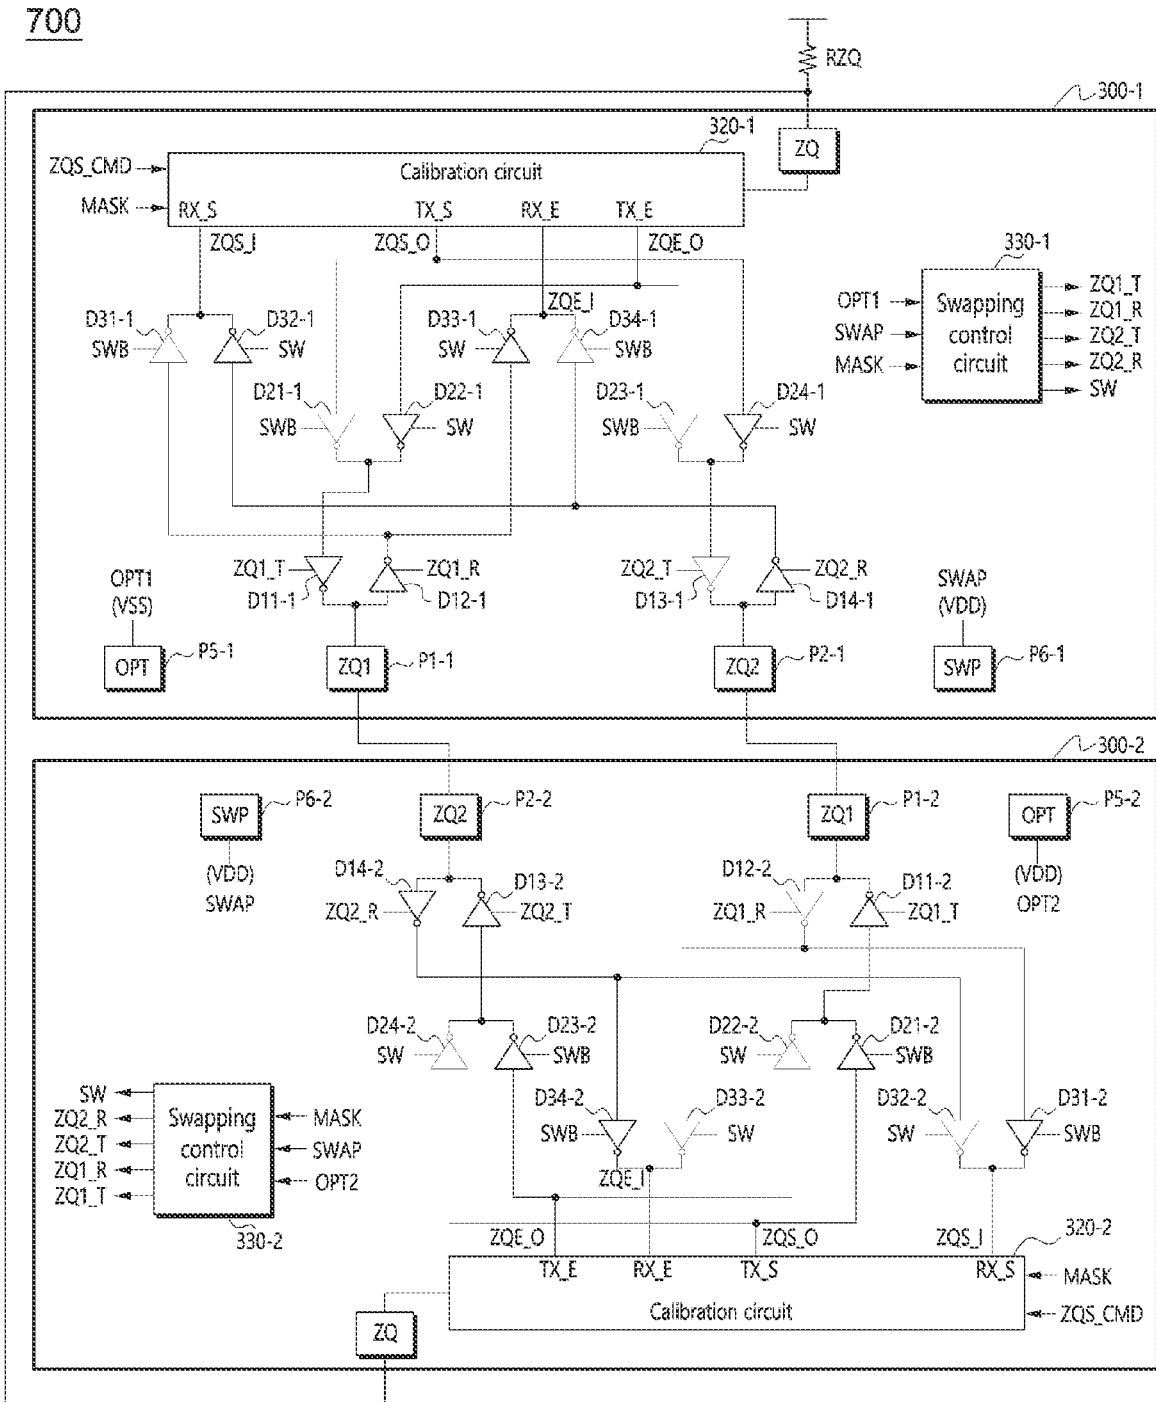 700
RZQ
300-1
320-1
ZQ
ZQS_CMD
Calibration circuit
MASK
RX_S TX_S RX_E TX_E
ZQS_I ZQS_O ZQE_O
330-1
ZQE_I
OPT1 Swapping ZQ1_T
SWAP control ZQ1_R
MASK circuit ZQ2_T
ZQ2_R
SW
D31-1 D32-1 D33-1 D34-1
SWB SW SW SWB
D21-1 D22-1 D23-1 D24-1
SWB SW SWB SW
ZQ1_T ZQ1_R ZQ2_T ZQ2_R
D11-1 D12-1 D13-1 D14-1
OPT1
(VSS)
SWAP
(VDD)
OPT P5-1
ZQ1 P1-1
ZQ2 P2-1
SWP P6-1
300-2
SWP P6-2
ZQ2 P2-2
ZQ1 P1-2
OPT P5-2
(VDD)
SWAP
(VDD)
OPT2
D14-2 D13-2 D12-2 D11-2
ZQ2_R ZQ2_T ZQ1_R ZQ1_T
D24-2 D23-2 D22-2 D21-2
SW SWB SW SWB
D34-2 D33-2 D32-2 D31-2
SWB SW SW SWB
ZQE_I
SW Swapping MASK
ZQ2_R control SWAP
ZQ2_T circuit OPT2
ZQ1_R
ZQ1_T
330-2
ZQE_O ZQS_O ZQS_I
320-2
TX_E RX_E TX_S RX_S
MASK
Calibration circuit
ZQS_CMD
ZQ